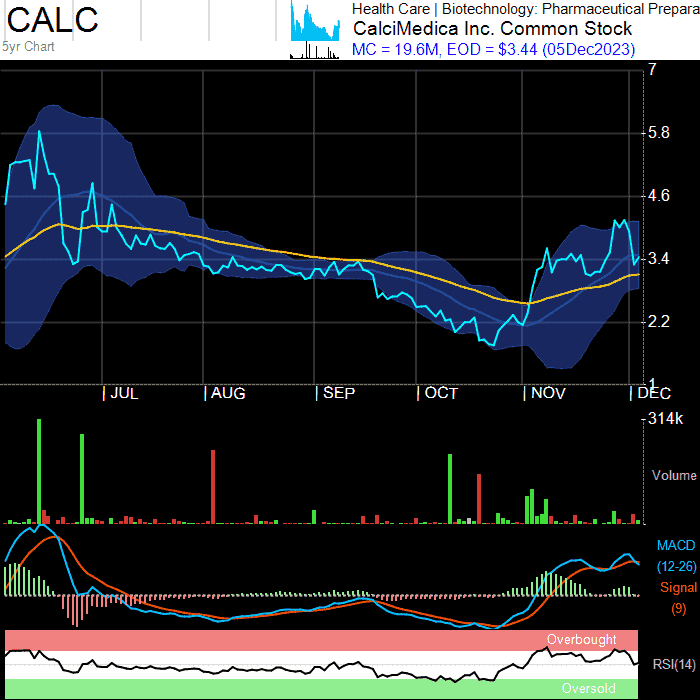 CALC
5yr Chart
Health Care | Biotechnology: Pharmaceutical Prepara
CalciMedica Inc. Common Stock
MC = 19.6M, EOD = $3.44 (05Dec2023)
7
5.8
4.6
3.4
2.2
1
JUL AUG SEP OCT NOV DEC
314k
Volume
MACD
(12-26)
Signal
(9)
Overbought
RSI(14)
Oversold